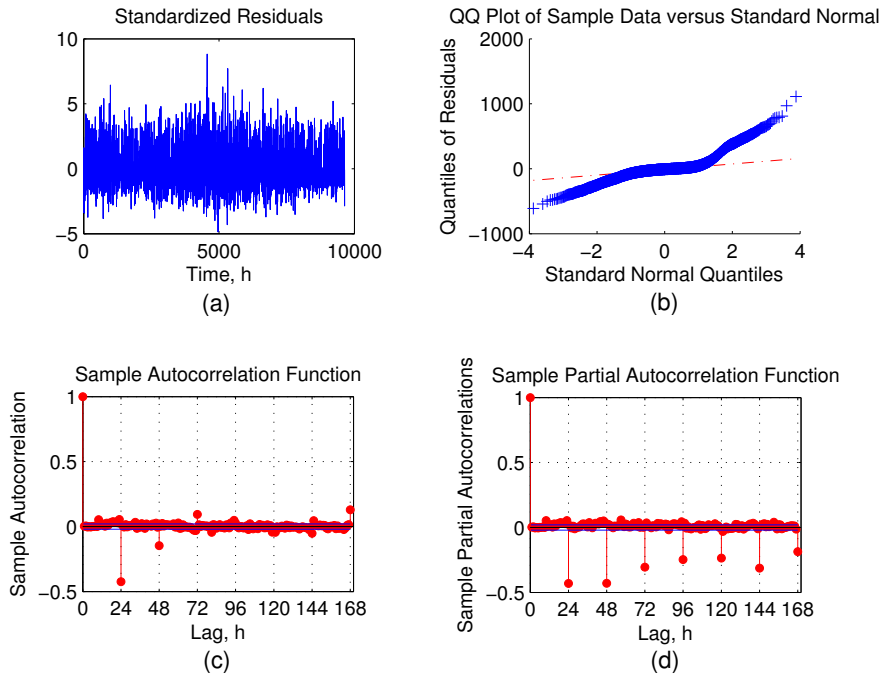 Standardized Residuals
10
5
0
−5
0 5000 10000
Time, h
(a)
QQ Plot of Sample Data versus Standard Normal
Quantiles of Residuals
2000
1000
0
−1000
−4 −2 0 2 4
Standard Normal Quantiles
(b)
Sample Autocorrelation Function
Sample Autocorrelation
1
0.5
0
−0.5
0 24 48 72 96 120 144 168
Lag, h
(c)
Sample Partial Autocorrelation Function
Sample Partial Autocorrelations
1
0.5
0
−0.5
0 24 48 72 96 120 144 168
Lag, h
(d)